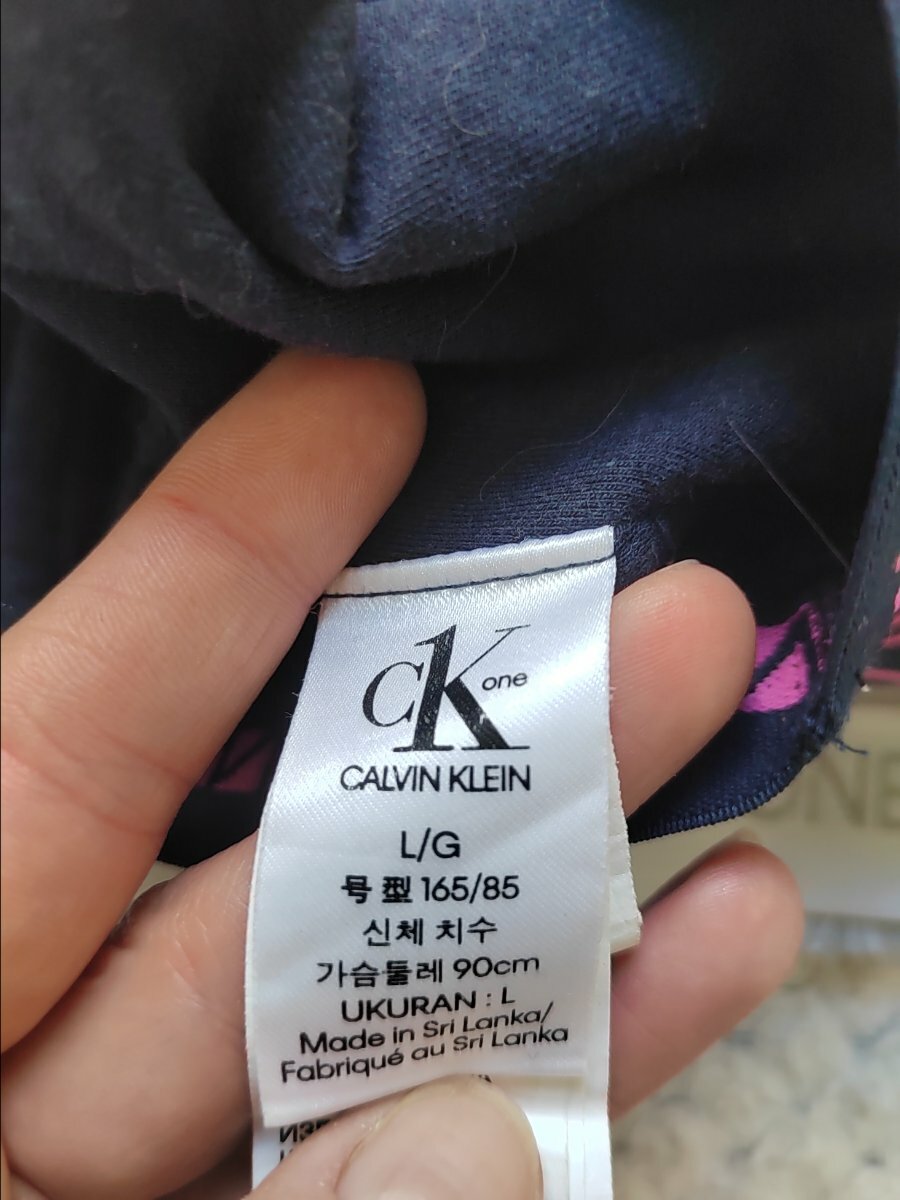 cK one
CALVIN KLEIN
L/G
号型 165/85
신체 치수
가슴둘레 90cm
UKURAN : L
Made in Sri Lanka/
Fabriqué au Sri Lanka